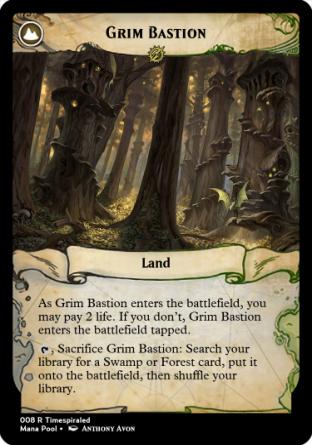 Grim Bastion
Land
As Grim Bastion enters the battlefield, you
may pay 2 life. If you don't, Grim Bastion
enters the battlefield tapped.
, Sacrifice Grim Bastion: Search your
library for a Swamp or Forest card, put it
onto the battlefield, then shuffle your
library.
008 R Timespiraled
Mana Pool • Anthony Avon